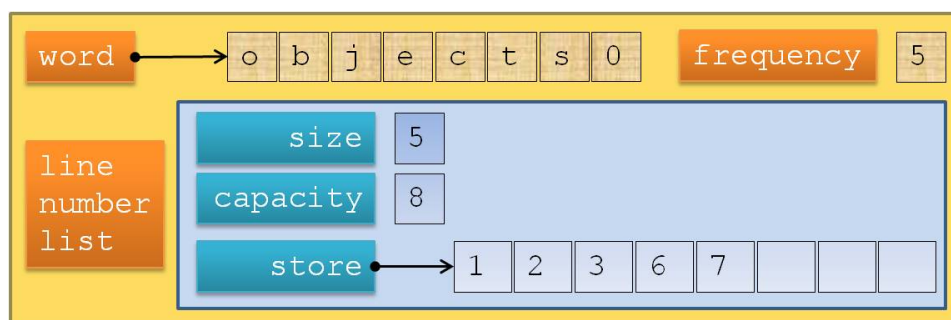 word o b j e c t s 0 frequency 5
size 5
line number list
capacity 8
store 1 2 3 6 7